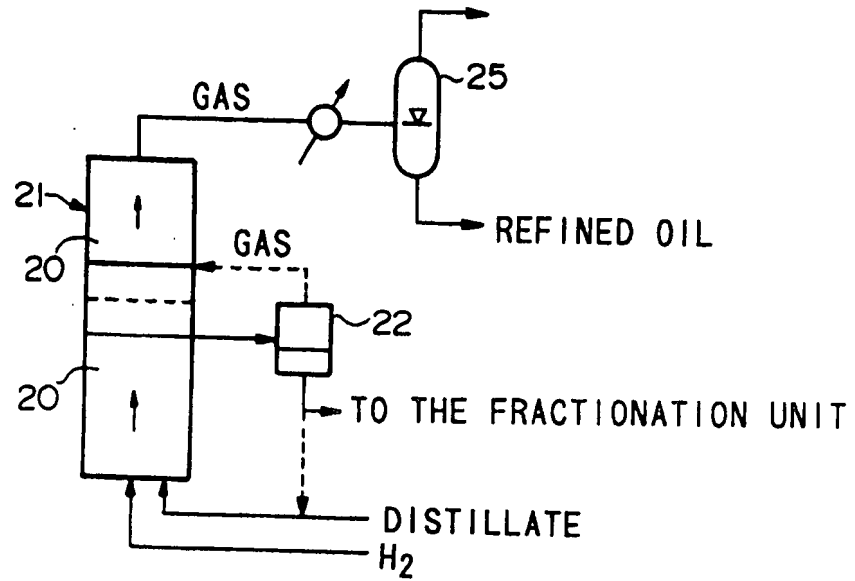 25
GAS
21
20
GAS
REFINED OIL
22
20
TO THE FRACTIONATION UNIT
DISTILLATE
H2